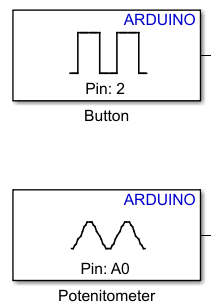 ARDUINO
Pin: 2
Button
ARDUINO
Pin: A0
Potenitometer